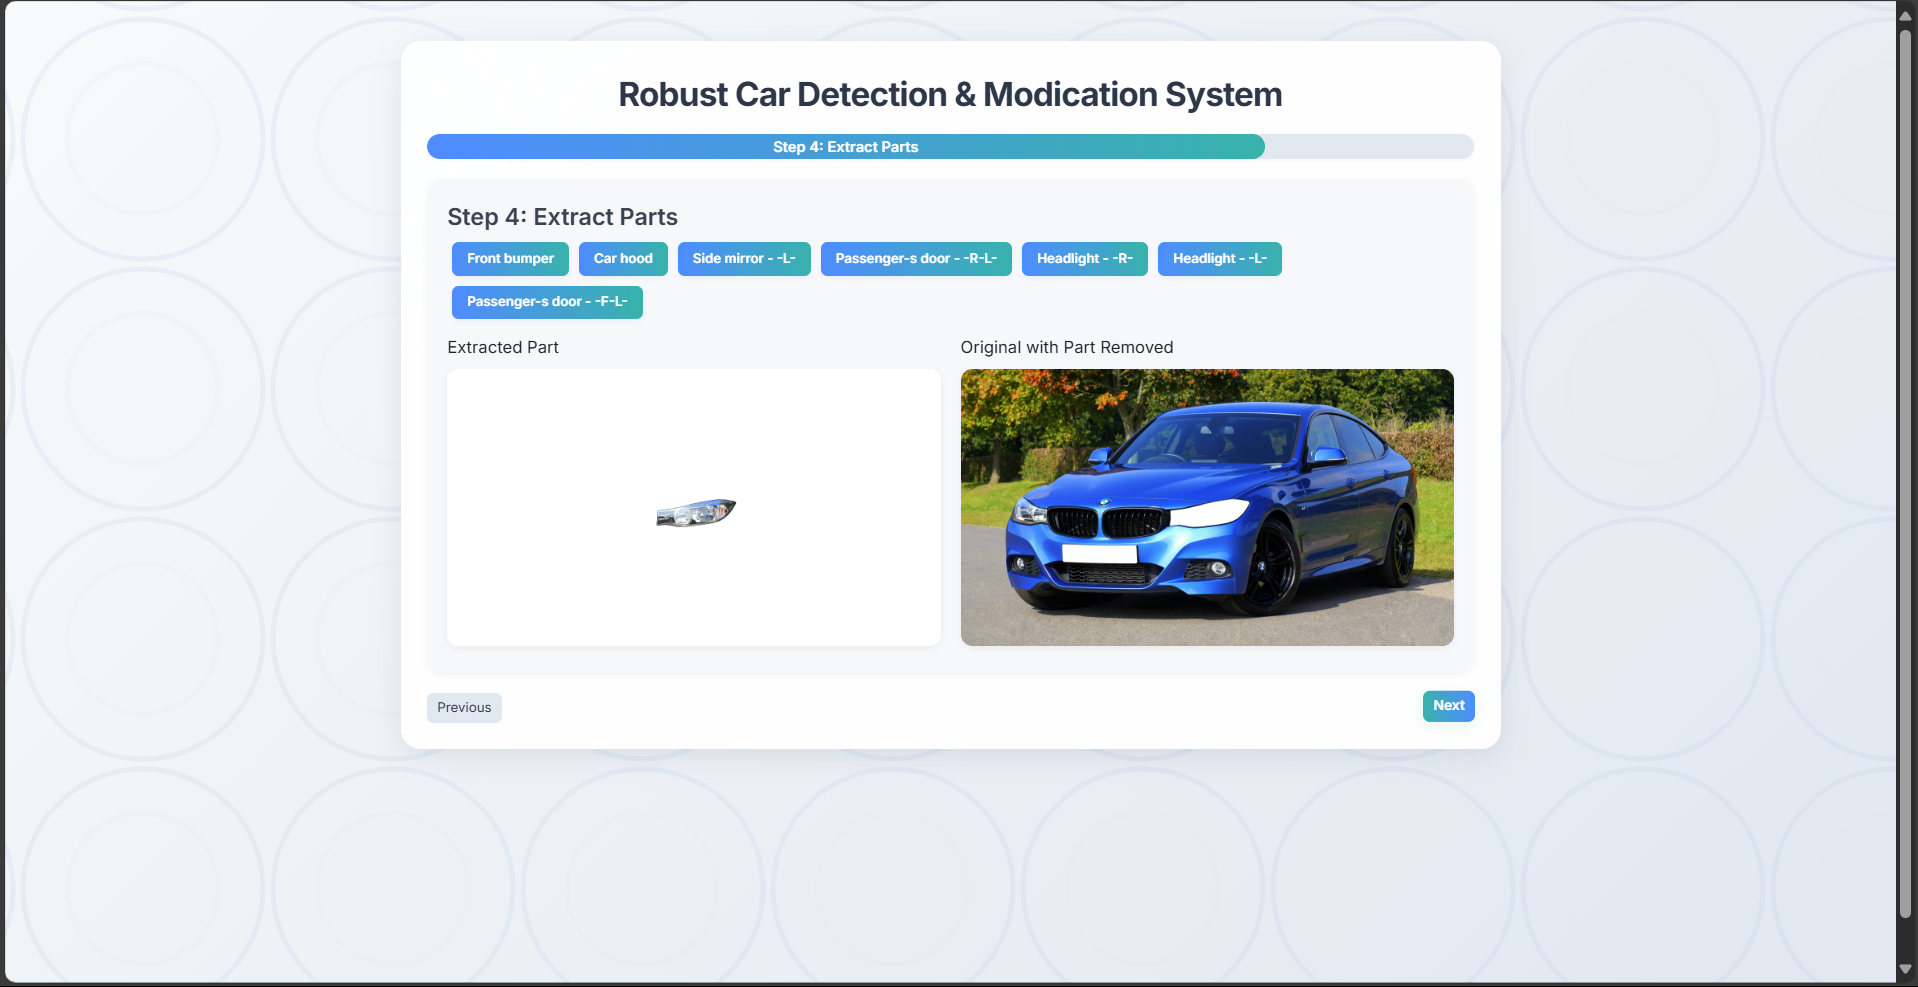 Robust Car Detection & Modication System
Step 4: Extract Parts
Step 4: Extract Parts
Front bumper Car hood Side mirror - -L- Passenger-s door - -R-L- Headlight - -R- Headlight - -L-
Passenger-s door - -F-L-
Extracted Part Original with Part Removed
Previous Next